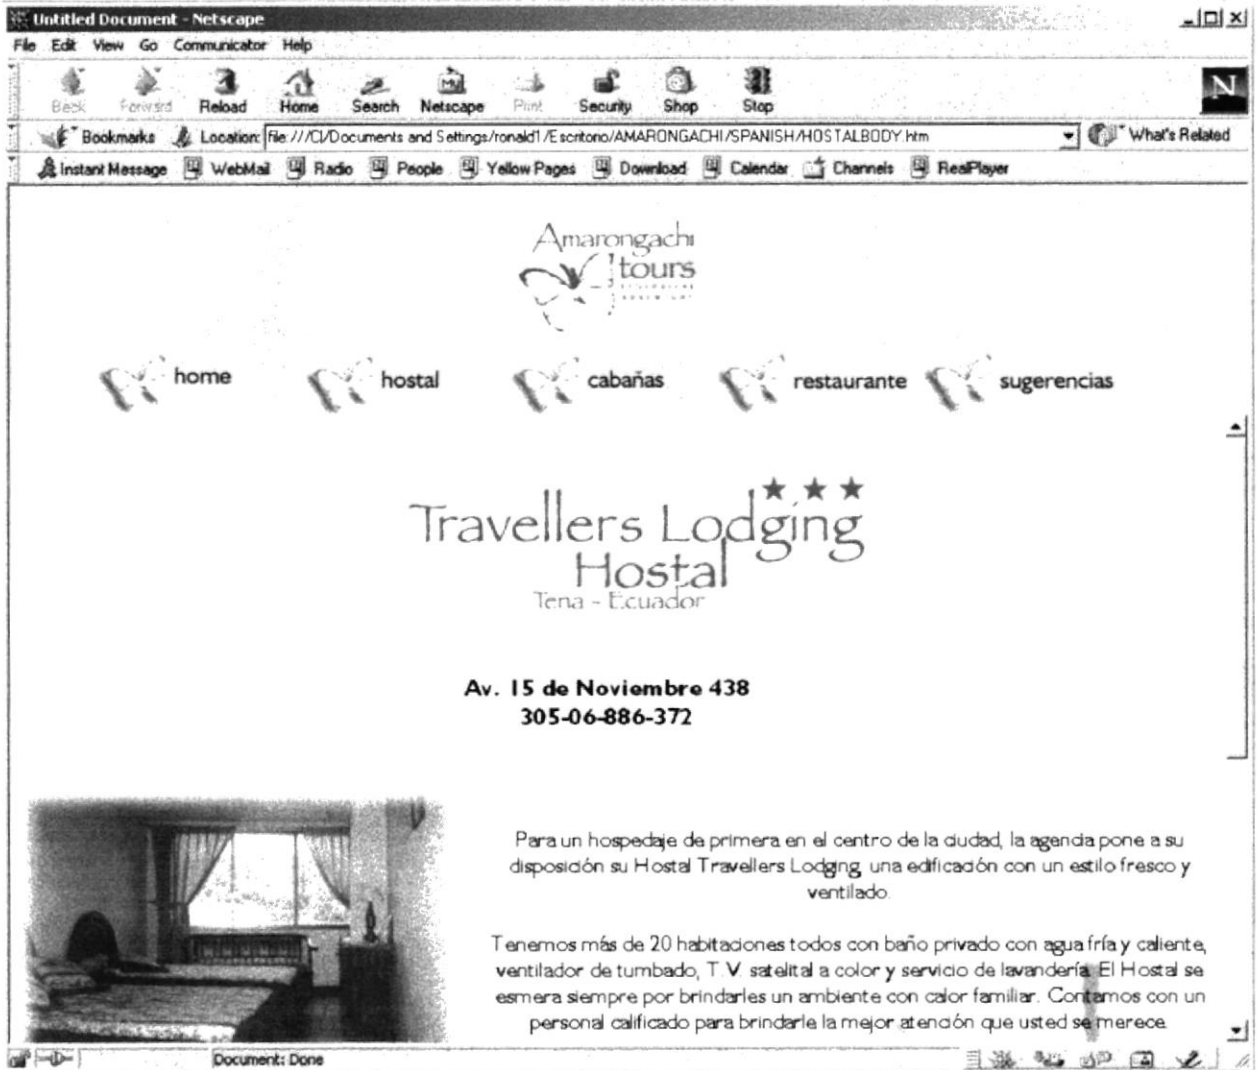 Untitled Document - Netscape
File Edit View Go Communicator Help
Back Forward Reload Home Search Netscape Print Security Shop Stop
Bookmarks Location: file:///C|/Documents and Settings/ronald1/Escritorio/AMARONGACHI/SPANISH/HOSTALBODY.htm What's Related
Instant Message WebMail Radio People Yellow Pages Download Calendar Channels RealPlayer
Amarongachi
tours
home hostal cabañas restaurante sugerencias
Travellers Lodging
Hostal
Tena - Ecuador
Av. 15 de Noviembre 438
305-06-886-372
Para un hospedaje de primera en el centro de la ciudad, la agencia pone a su
disposición su Hostal Travellers Lodging, una edificación con un estilo fresco y
ventilado.
Tenemos más de 20 habitaciones todos con baño privado con agua fría y caliente,
ventilador de tumbado, T.V. satelital a color y servicio de lavandería. El Hostal se
esmera siempre por brindarles un ambiente con calor familiar. Contamos con un
personal calificado para brindarle la mejor atención que usted se merece.
Document: Done